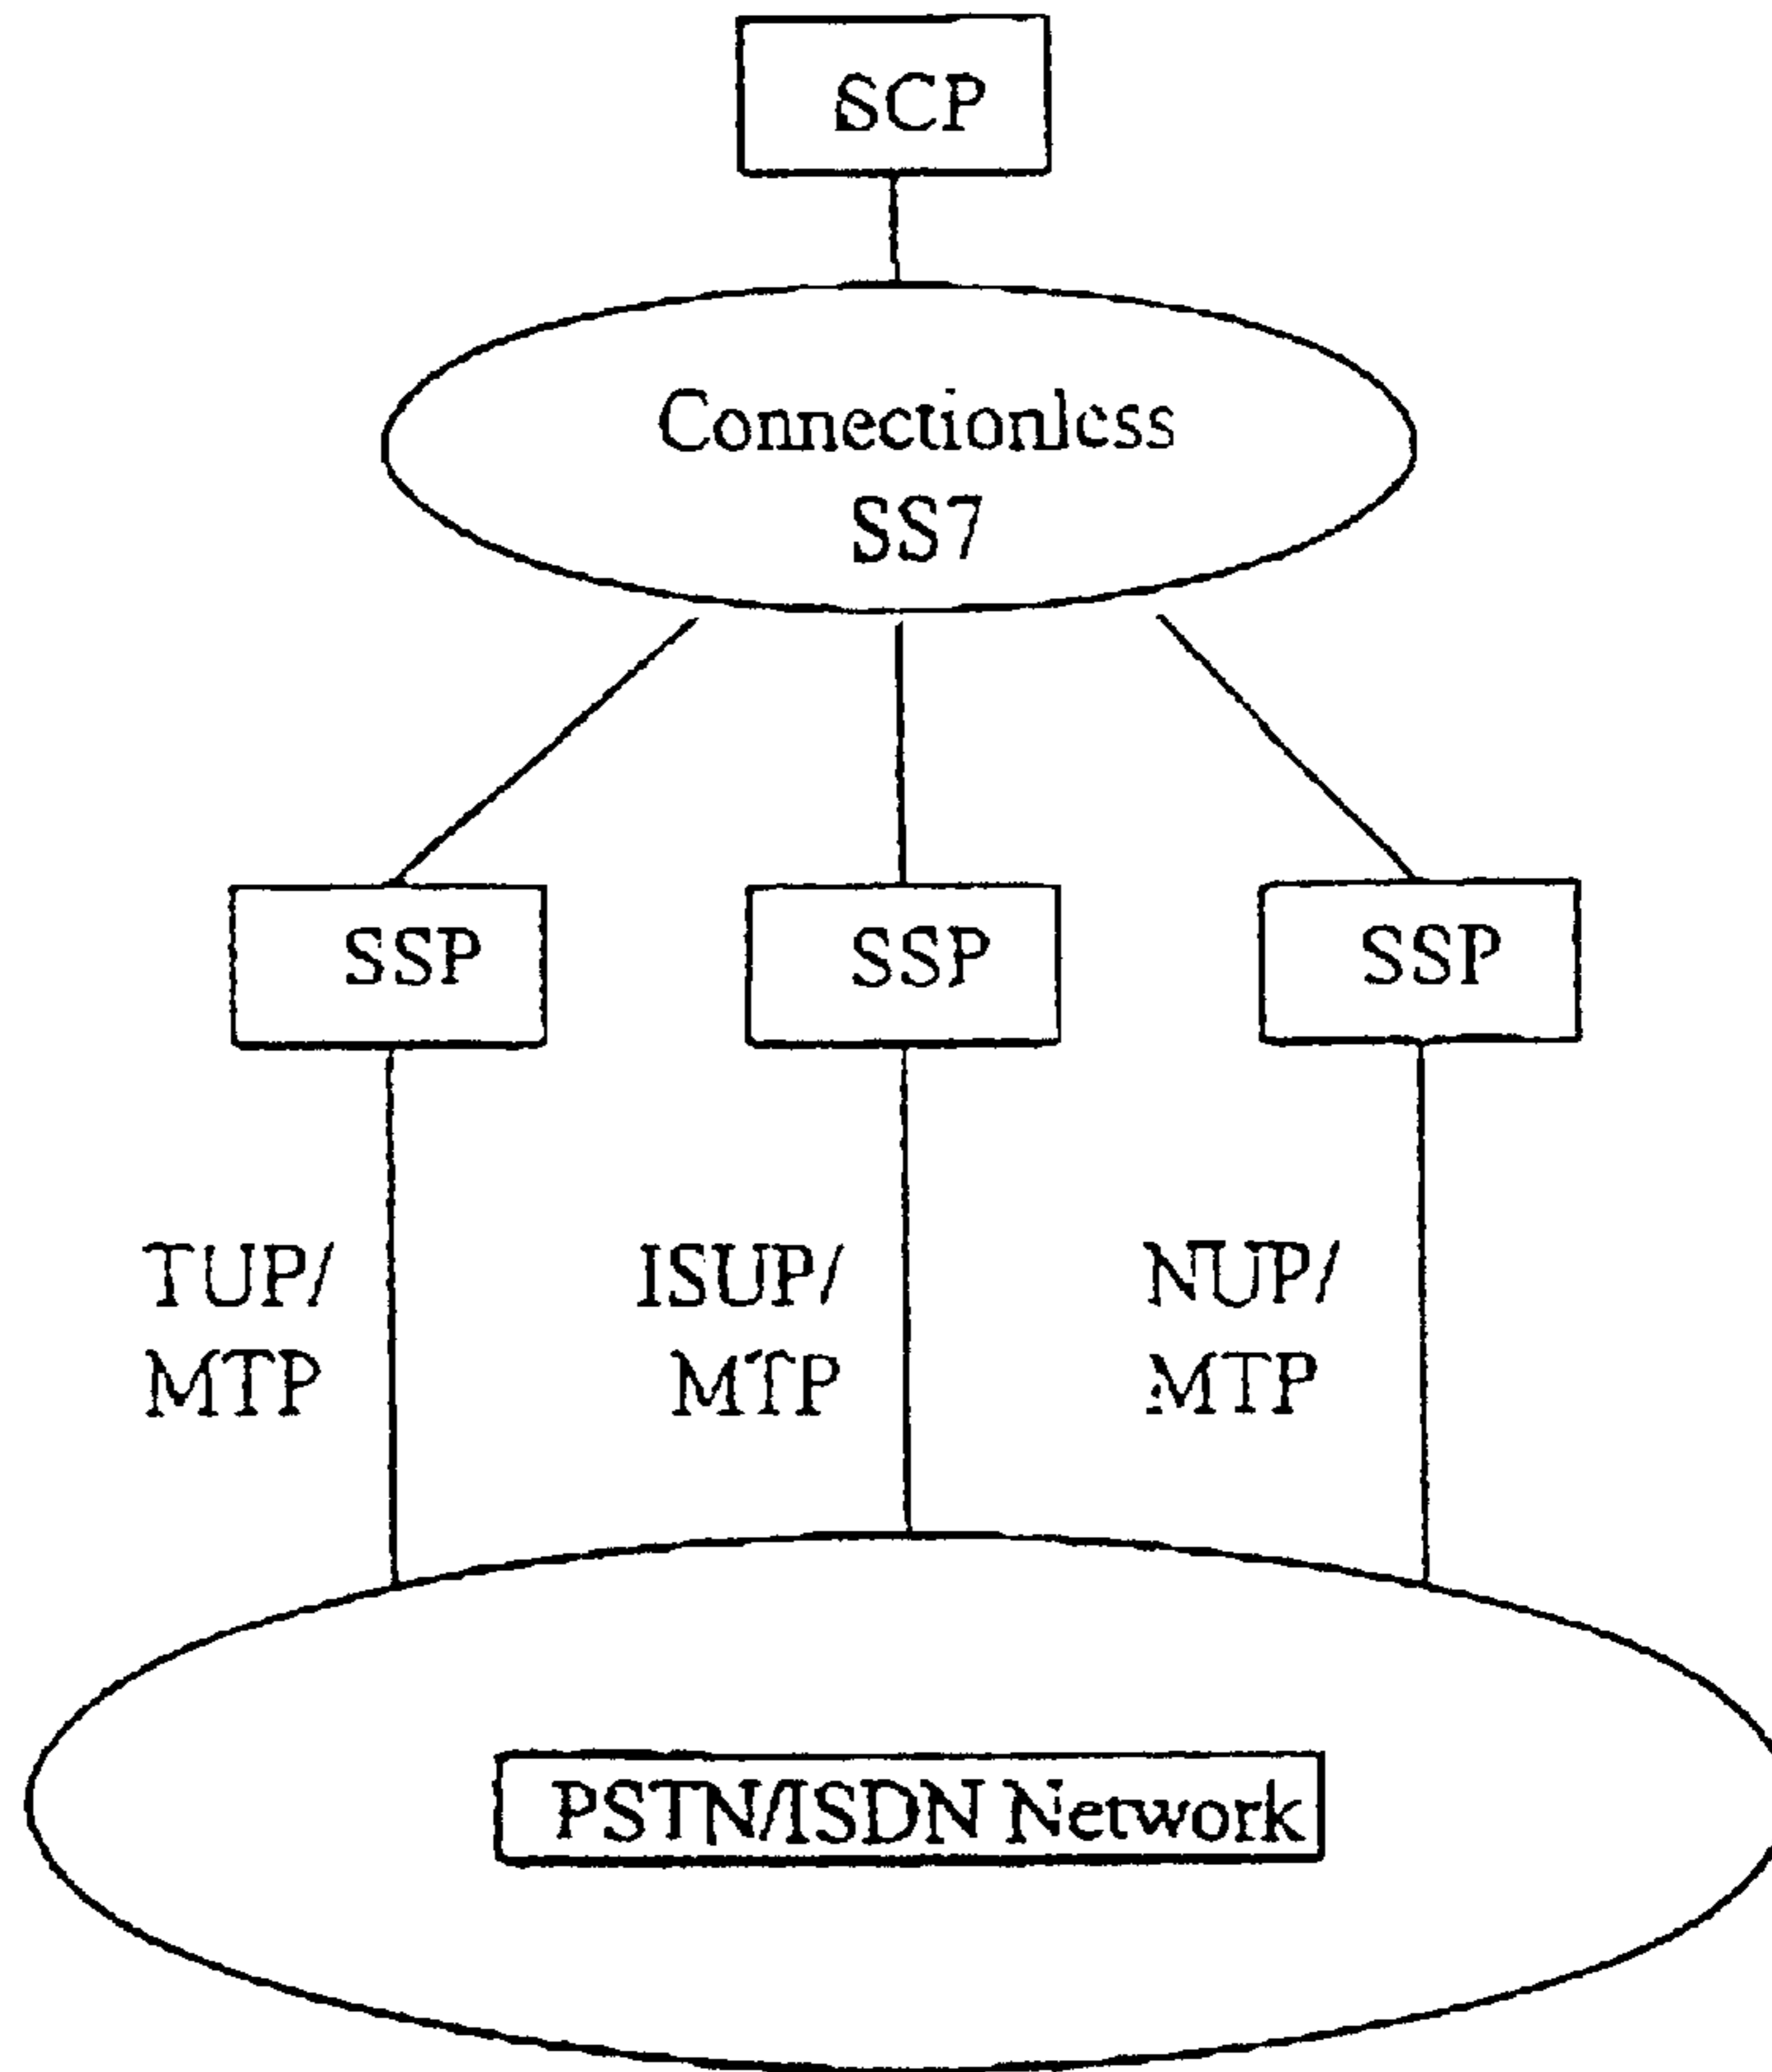 SCP
Connectionless
SS7
SSP
SSP
SSP
TUP/
MTP
ISUP/
MTP
NUP/
MTP
PSTN/ISDN Network